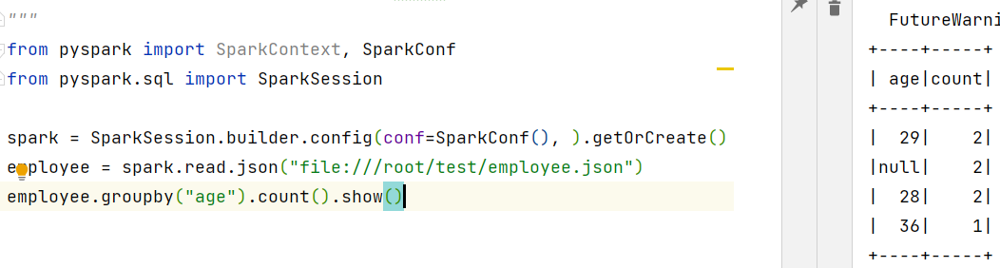 """
from pyspark import SparkContext, SparkConf
from pyspark.sql import SparkSession
spark = SparkSession.builder.config(conf=SparkConf(), ).getOrCreate()
employee = spark.read.json("file:///root/test/employee.json")
employee.groupby("age").count().show()
FutureWarni
+----+-----+
| age|count|
+----+-----+
|  29|    2|
|null|    2|
|  28|    2|
|  36|    1|
+----+-----+